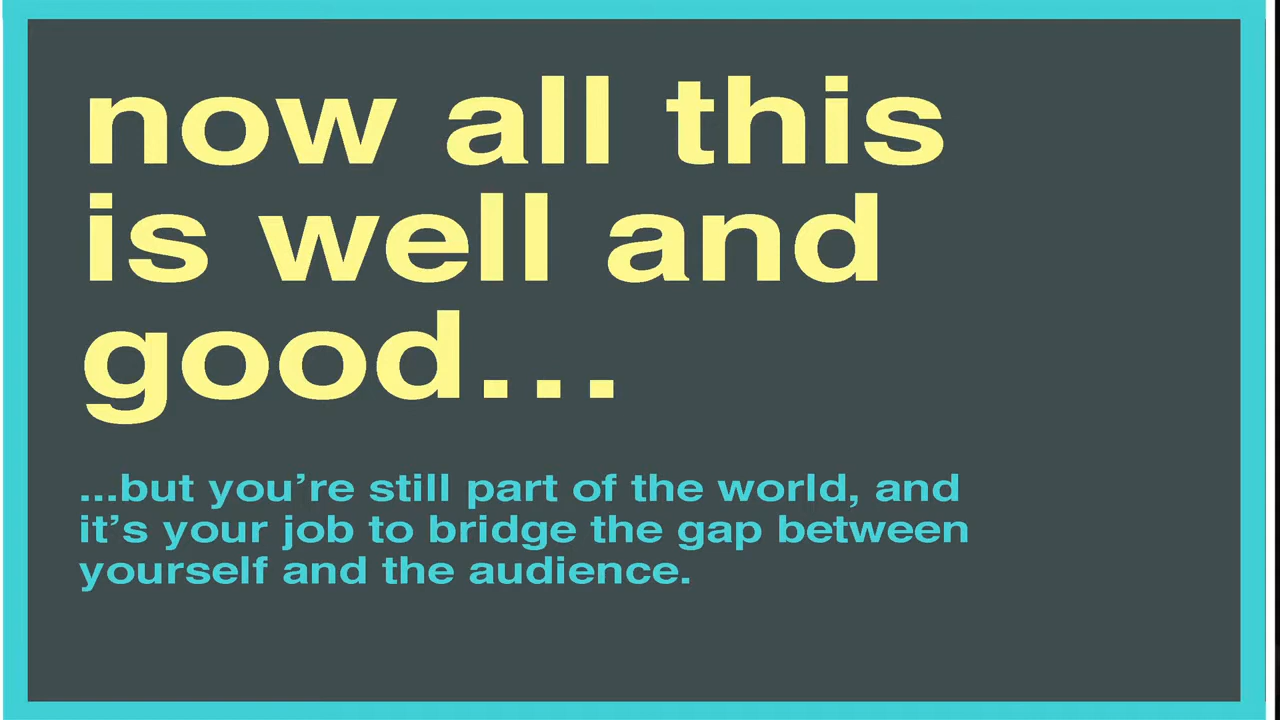 now all this
is well and
good...
...but you’re still part of the world, and
it’s your job to bridge the gap between
yourself and the audience.